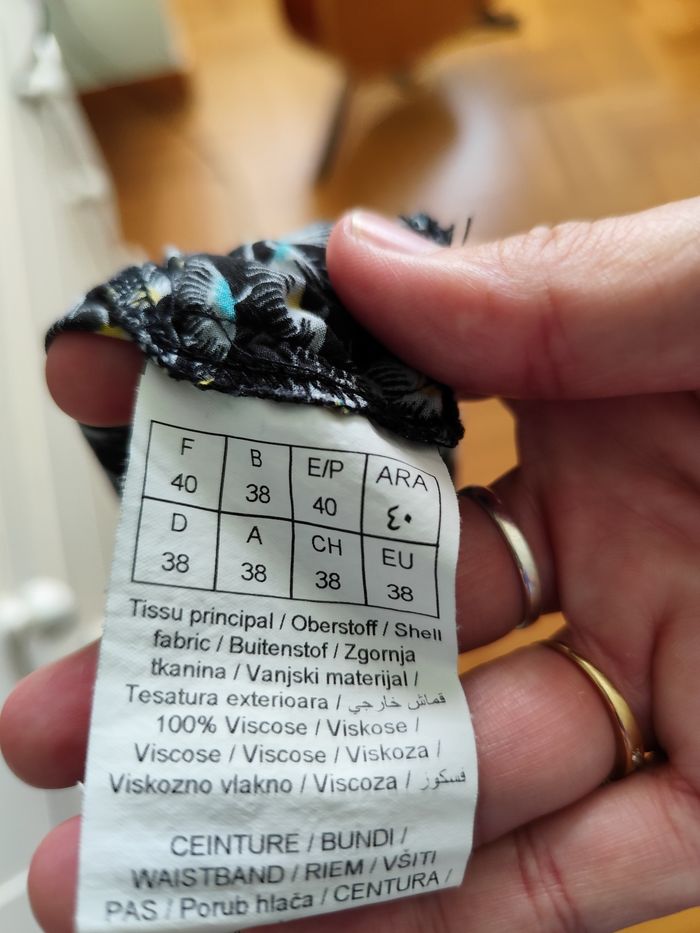 F B E/P ARA
40 38 40 ٤٠
D A CH EU
38 38 38 38
Tissu principal / Oberstoff / Shell
fabric / Buitenstof / Zgornja
tkanina / Vanjski materijal /
Tesatura exterioara / قماش خارجي /
100% Viscose / Viskose /
Viscose / Viscose / Viskoza /
Viskozno vlakno / Viscoza / فسكوز
CEINTURE / BUNDI /
WAISTBAND / RIEM / VŠITI
PAS / Porub hlača / CENTURA /